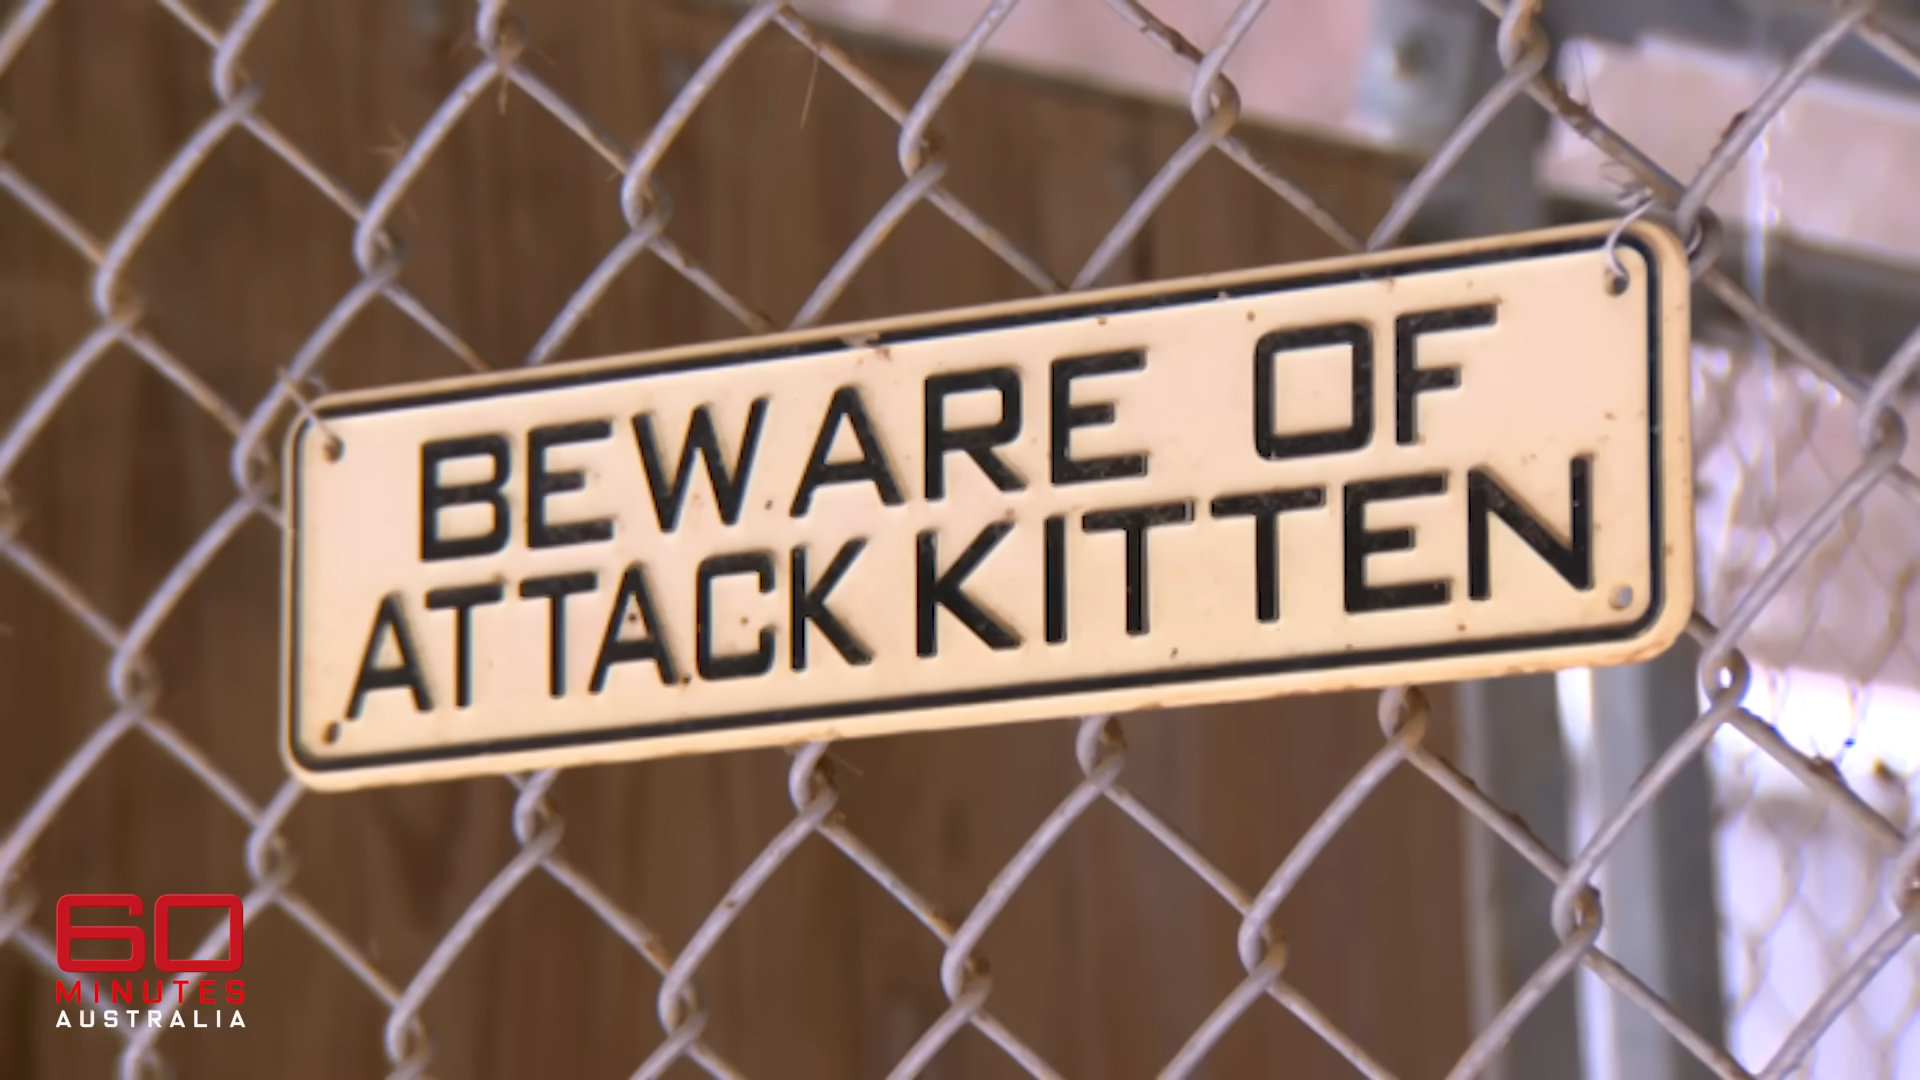 BEWARE OF
ATTACK KITTEN
60
MINUTES
AUSTRALIA